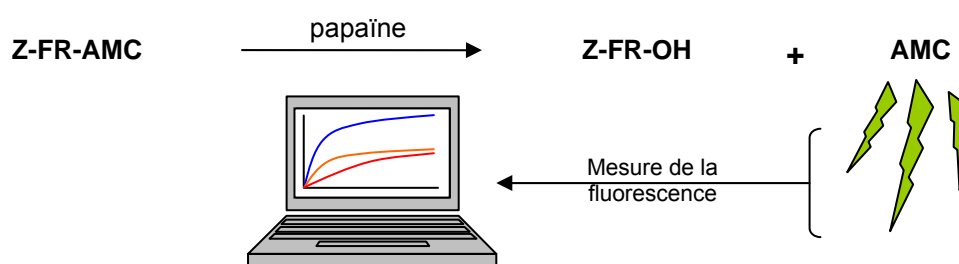 papaïne
Z-FR-AMC Z-FR-OH + AMC
Mesure de la
fluorescence